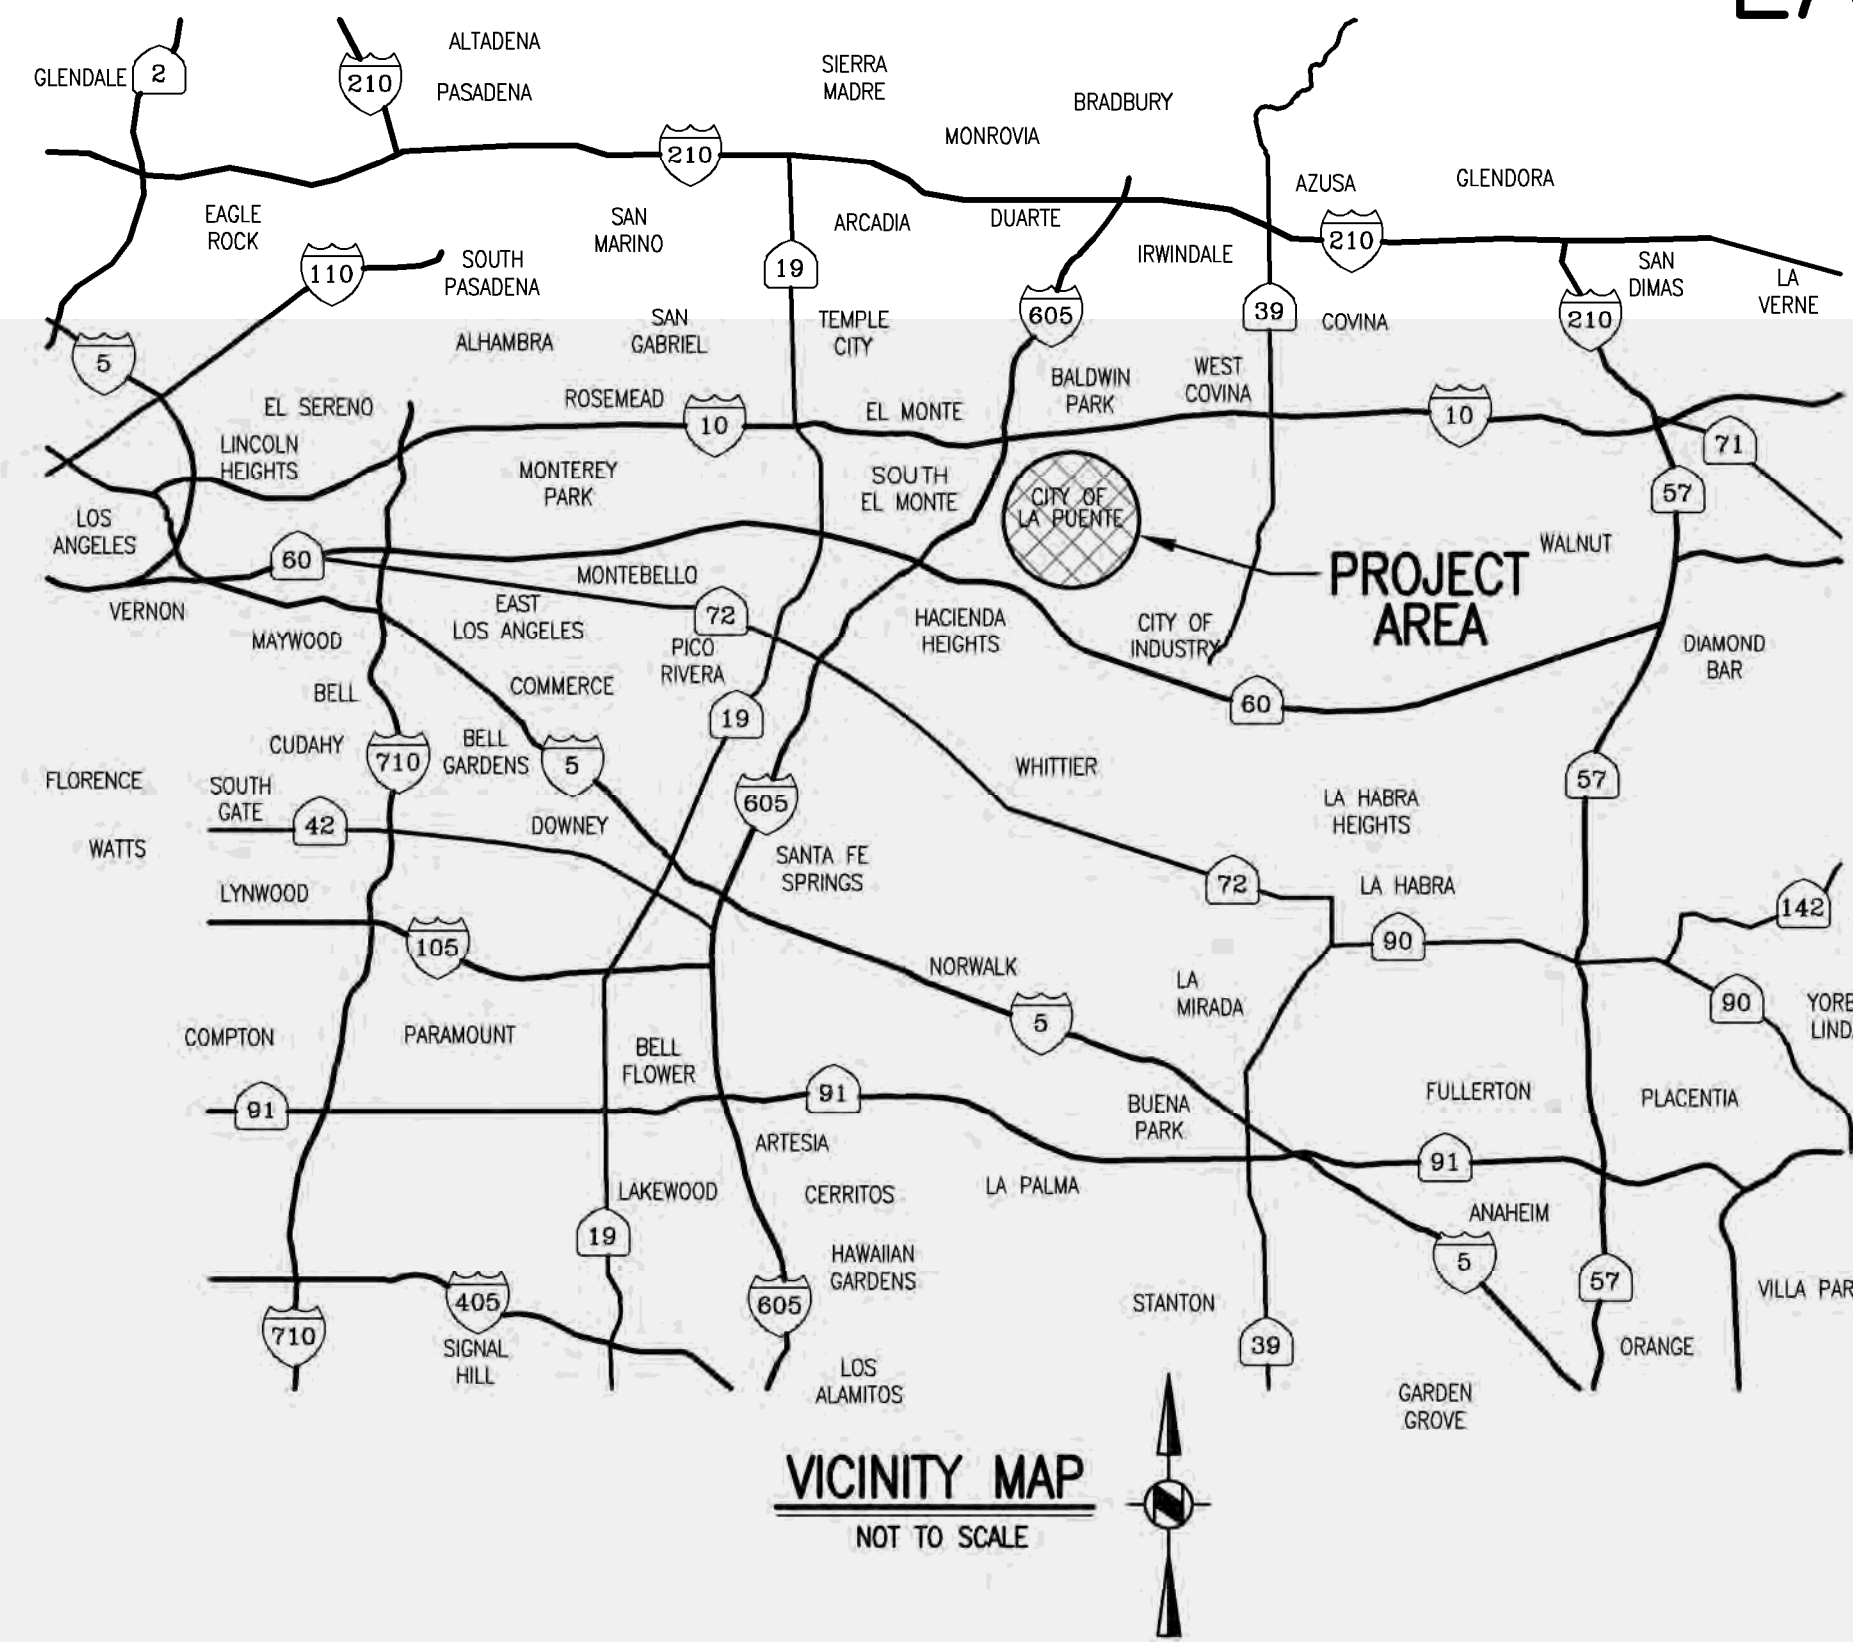 ALTADENA
GLENDALE
2
210
PASADENA
SIERRA
MADRE
BRADBURY
MONROVIA
210
AZUSA
GLENDORA
EAGLE
ROCK
SAN
MARINO
ARCADIA
DUARTE
210
IRWINDALE
110
SOUTH
PASADENA
19
SAN
DIMAS
LA
VERNE
605
39
COVINA
210
5
ALHAMBRA
SAN
GABRIEL
TEMPLE
CITY
BALDWIN
PARK
WEST
COVINA
EL SERENO
ROSEMEAD
10
EL MONTE
10
71
LINCOLN
HEIGHTS
MONTEREY
PARK
SOUTH
EL MONTE
CITY OF
LA PUENTE
57
LOS
ANGELES
60
MONTEBELLO
WALNUT
PROJECT
AREA
VERNON
MAYWOOD
EAST
LOS ANGELES
72
PICO
RIVERA
HACIENDA
HEIGHTS
CITY OF
INDUSTRY
DIAMOND
BAR
BELL
COMMERCE
19
60
CUDAHY
710
BELL
GARDENS
5
605
WHITTIER
57
FLORENCE
SOUTH
GATE
42
DOWNEY
LA HABRA
HEIGHTS
WATTS
SANTA FE
SPRINGS
LYNWOOD
72
LA HABRA
142
105
90
NORWALK
LA
MIRADA
90
5
COMPTON
PARAMOUNT
BELL
FLOWER
91
91
BUENA
PARK
FULLERTON
PLACENTIA
ARTESIA
91
LAKEWOOD
CERRITOS
LA PALMA
ANAHEIM
19
HAWAIIAN
GARDENS
5
57
405
605
STANTON
VILLA PAR
710
SIGNAL
HILL
39
ORANGE
LOS
ALAMITOS
GARDEN
GROVE
VICINITY MAP
NOT TO SCALE
N